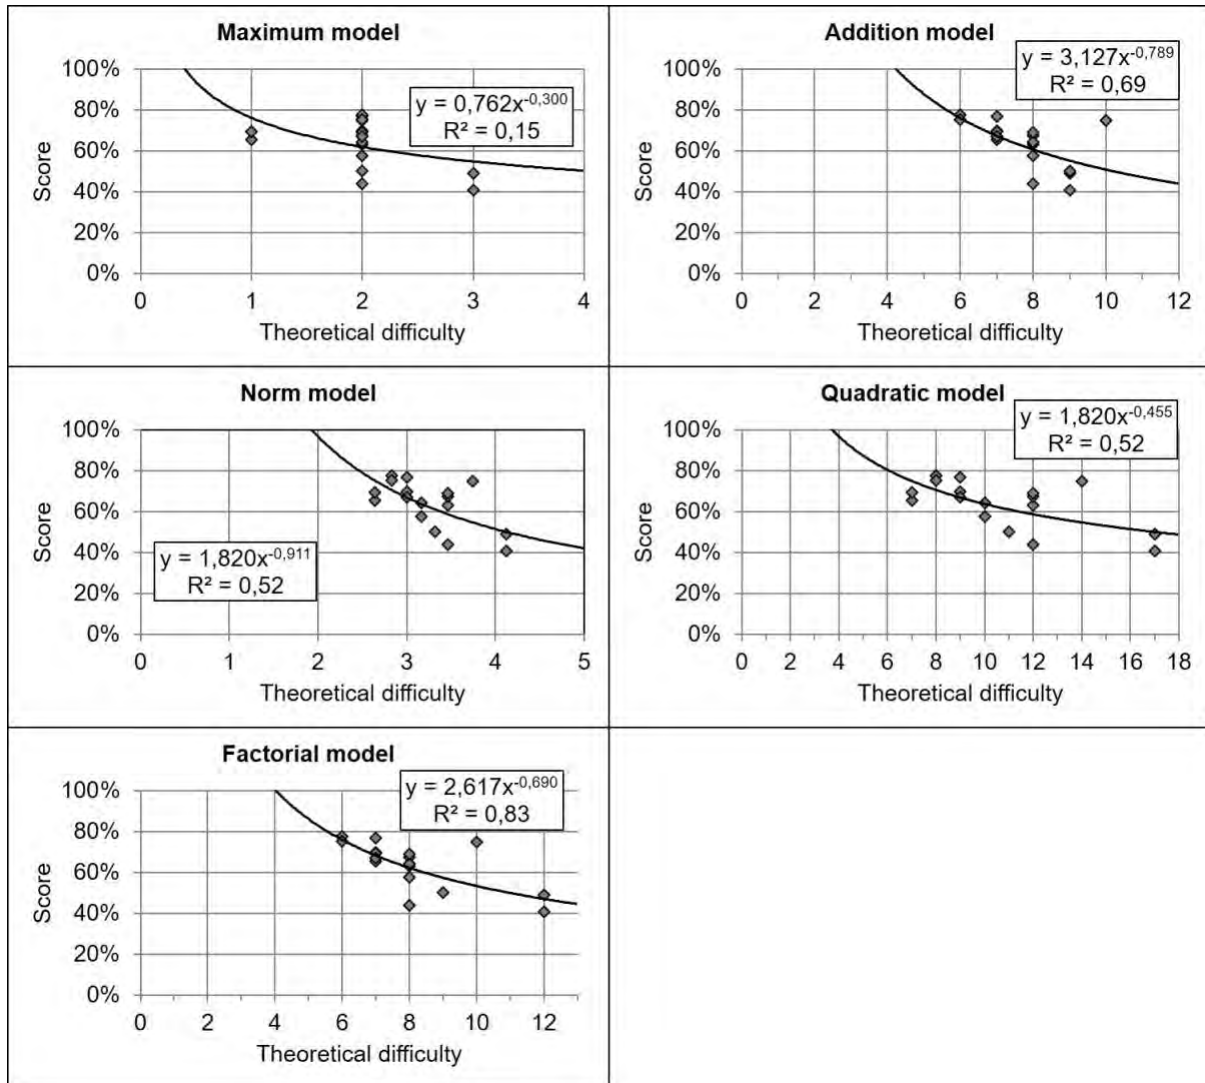 Maximum model
y = 0,762x^-0,300
R² = 0,15
100%
80%
60%
40%
20%
0%
Score
0 1 2 3 4
Theoretical difficulty
Addition model
y = 3,127x^-0,789
R² = 0,69
100%
80%
60%
40%
20%
0%
Score
0 2 4 6 8 10 12
Theoretical difficulty
Norm model
100%
80%
60%
40%
20%
0%
Score
y = 1,820x^-0,911
R² = 0,52
0 1 2 3 4 5
Theoretical difficulty
Quadratic model
y = 1,820x^-0,455
R² = 0,52
100%
80%
60%
40%
20%
0%
Score
0 2 4 6 8 10 12 14 16 18
Theoretical difficulty
Factorial model
y = 2,617x^-0,690
R² = 0,83
100%
80%
60%
40%
20%
0%
Score
0 2 4 6 8 10 12
Theoretical difficulty